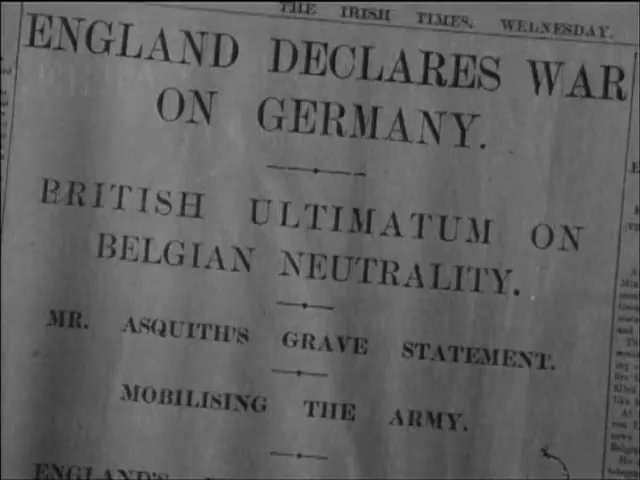 THE IRISH TIMES, WEDNESDAY,
ENGLAND DECLARES WAR
ON GERMANY.
BRITISH ULTIMATUM ON
BELGIAN NEUTRALITY.
MR. ASQUITH'S GRAVE STATEMENT.
MOBILISING THE ARMY.
ENGLAND'S